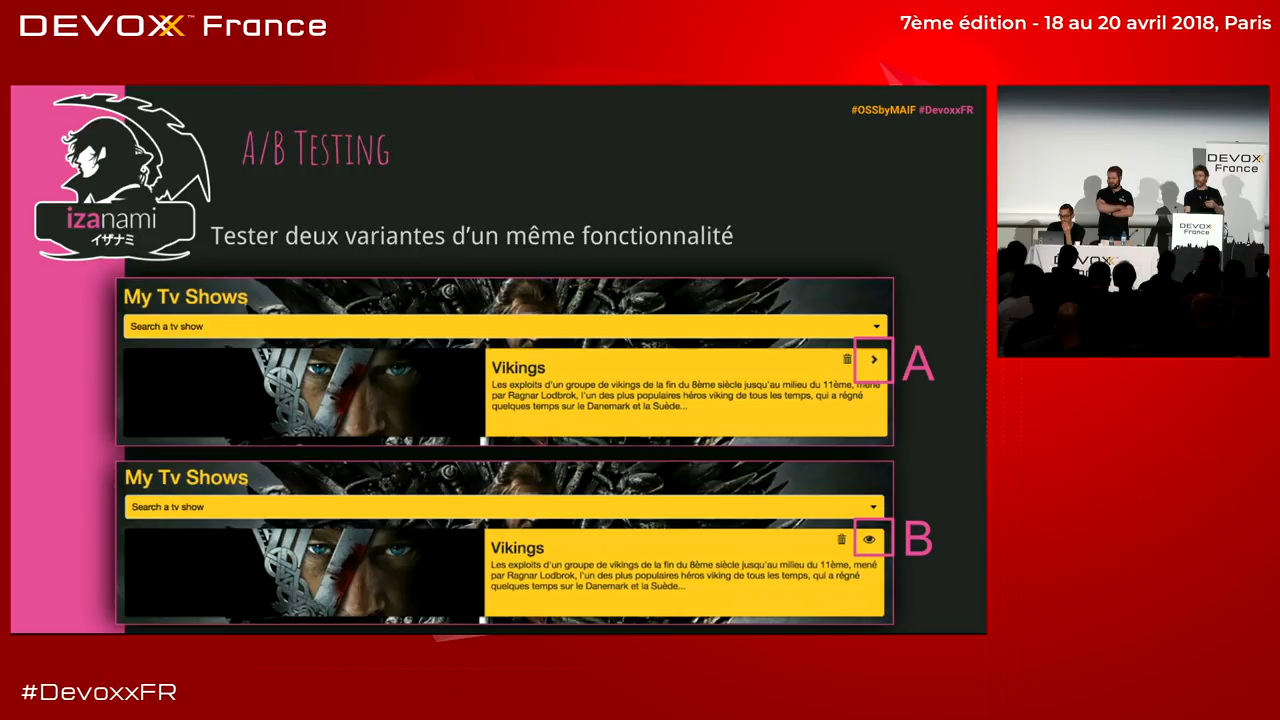 DEVOXX™ France
7ème édition - 18 au 20 avril 2018, Paris
#OSSbyMAIF #DevoxxFR
A/B Testing
izanami
イザナミ
Tester deux variantes d'un même fonctionnalité
My Tv Shows
Search a tv show
Vikings
Les exploits d'un groupe de vikings de la fin du 8ème siècle jusqu'au milieu du 11ème, mené
par Ragnar Lodbrok, l'un des plus populaires héros viking de tous les temps, qui a régné
quelques temps sur le Danemark et la Suède...
A
My Tv Shows
Search a tv show
Vikings
Les exploits d'un groupe de vikings de la fin du 8ème siècle jusqu'au milieu du 11ème, mené
par Ragnar Lodbrok, l'un des plus populaires héros viking de tous les temps, qui a régné
quelques temps sur le Danemark et la Suède...
B
DEVOXX
France
DEVOXX
France
DEVOXX
#DevoxxFR